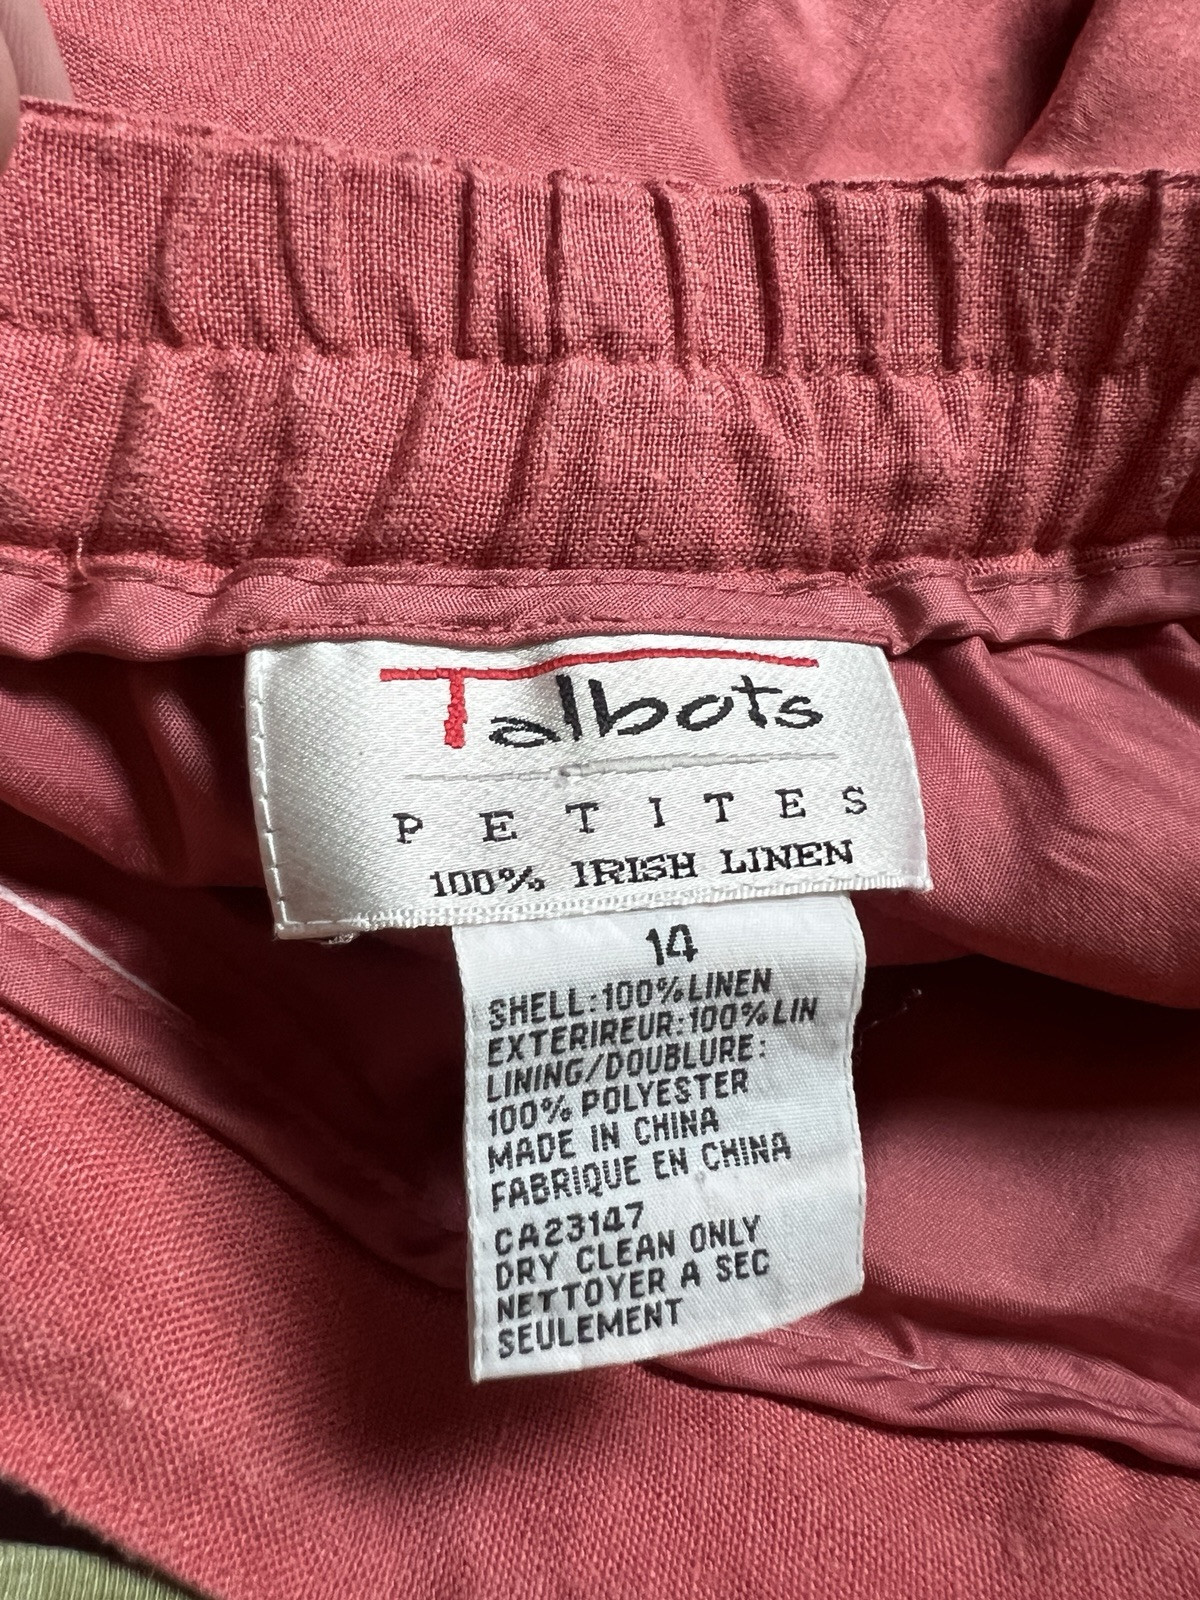 Talbots
PETITES
100% IRISH LINEN
14
SHELL:100%LINEN
EXTERIREUR:100%LIN
LINING/DOUBLURE:
100% POLYESTER
MADE IN CHINA
FABRIQUE EN CHINA
CA23147
DRY CLEAN ONLY
NETTOYER A SEC
SEULEMENT